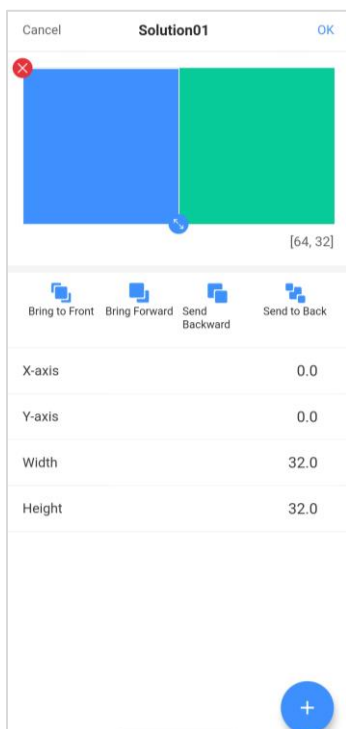 Cancel Solution01 OK
[64, 32]
Bring to Front Bring Forward Send Backward Send to Back
X-axis 0.0
Y-axis 0.0
Width 32.0
Height 32.0